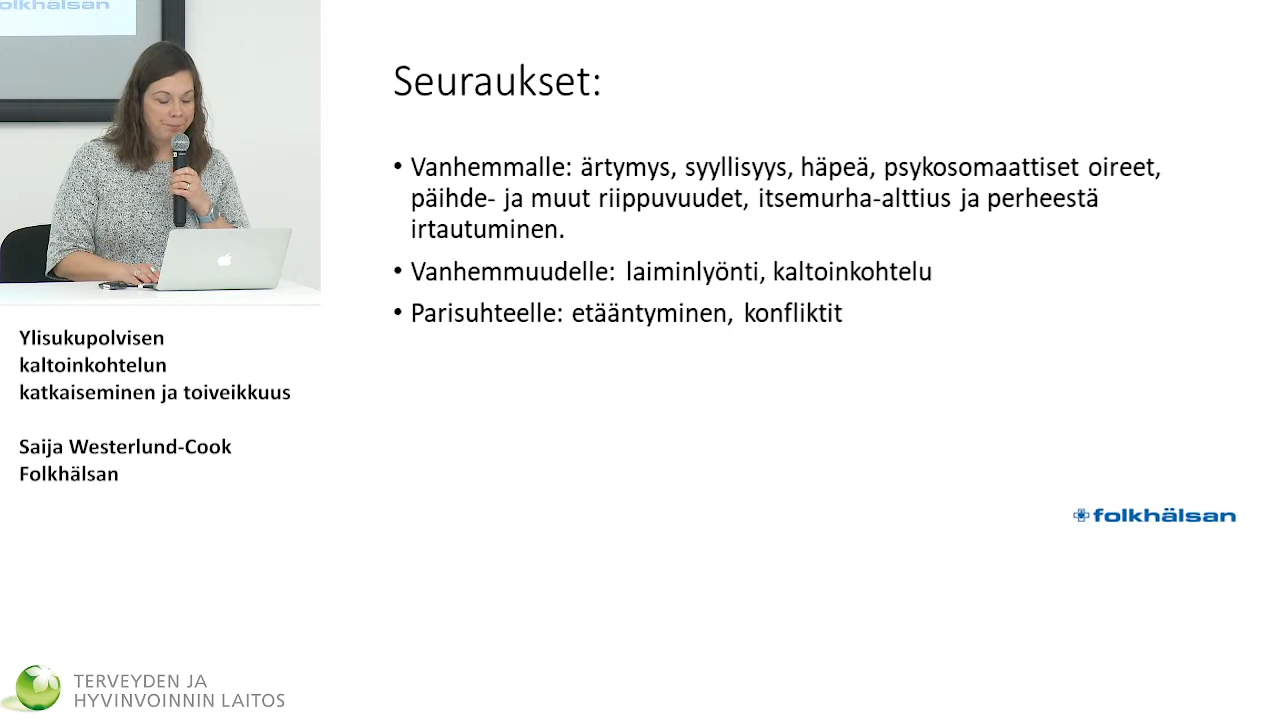 folkhälsan
Seuraukset:
• Vanhemmalle: ärtymys, syyllisyys, häpeä, psykosomaattiset oireet,
päihde- ja muut riippuvuudet, itsemurha-alttius ja perheestä
irtautuminen.
• Vanhemmuudelle: laiminlyönti, kaltoinkohtelu
• Parisuhteelle: etääntyminen, konfliktit
Ylisukupolvisen
kaltoinkohtelun
katkaiseminen ja toiveikkuus
Saija Westerlund-Cook
Folkhälsan
folkhälsan
TERVEYDEN JA
HYVINVOINNIN LAITOS